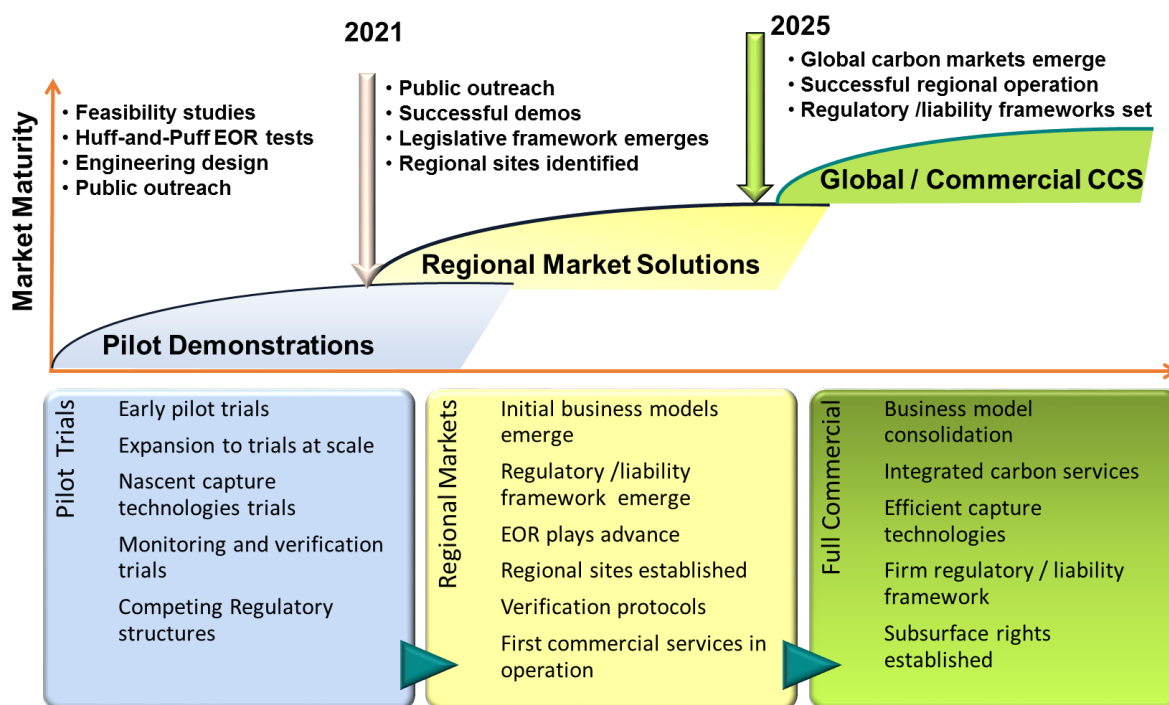 2021
2025
Market Maturity
• Feasibility studies
• Huff-and-Puff EOR tests
• Engineering design
• Public outreach
• Public outreach
• Successful demos
• Legislative framework emerges
• Regional sites identified
• Global carbon markets emerge
• Successful regional operation
• Regulatory /liability frameworks set
Pilot Demonstrations
Regional Market Solutions
Global / Commercial CCS
Pilot Trials
Early pilot trials
Expansion to trials at scale
Nascent capture
technologies trials
Monitoring and verification
trials
Competing Regulatory
structures
Regional Markets
Initial business models
emerge
Regulatory /liability
framework emerge
EOR plays advance
Regional sites established
Verification protocols
First commercial services in
operation
Full Commercial
Business model
consolidation
Integrated carbon services
Efficient capture
technologies
Firm regulatory / liability
framework
Subsurface rights
established